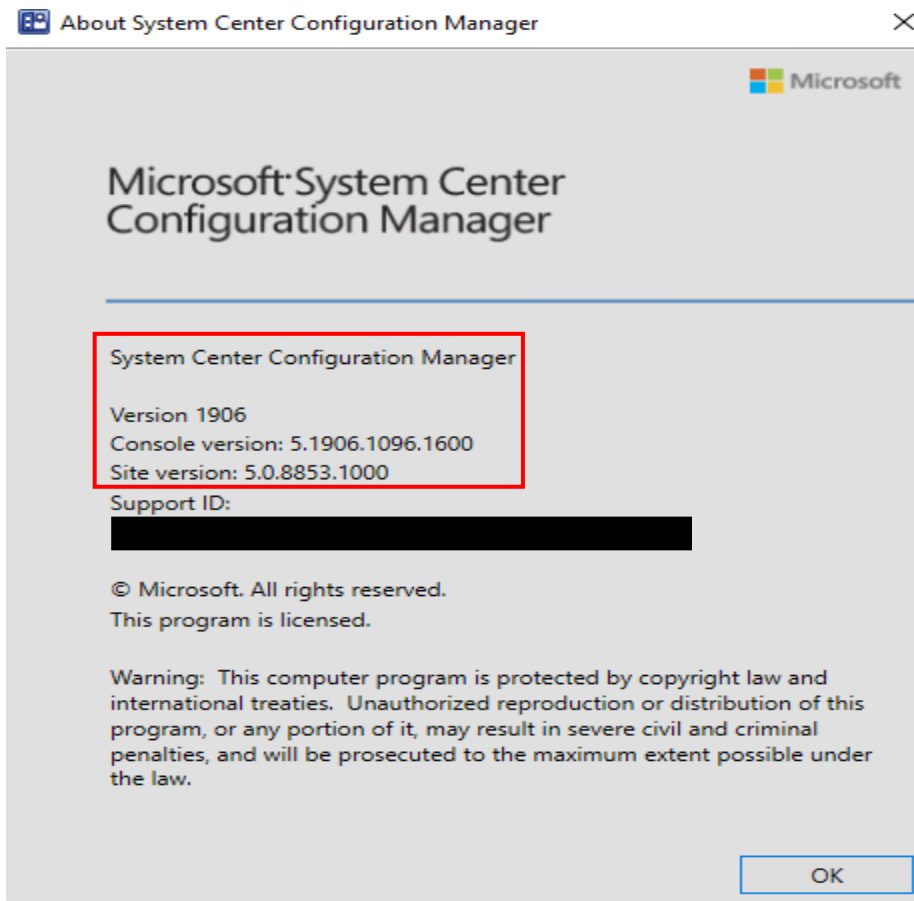 About System Center Configuration Manager
Microsoft
Microsoft System Center
Configuration Manager
System Center Configuration Manager
Version 1906
Console version: 5.1906.1096.1600
Site version: 5.0.8853.1000
Support ID:
© Microsoft. All rights reserved.
This program is licensed.
Warning: This computer program is protected by copyright law and
international treaties. Unauthorized reproduction or distribution of this
program, or any portion of it, may result in severe civil and criminal
penalties, and will be prosecuted to the maximum extent possible under
the law.
OK